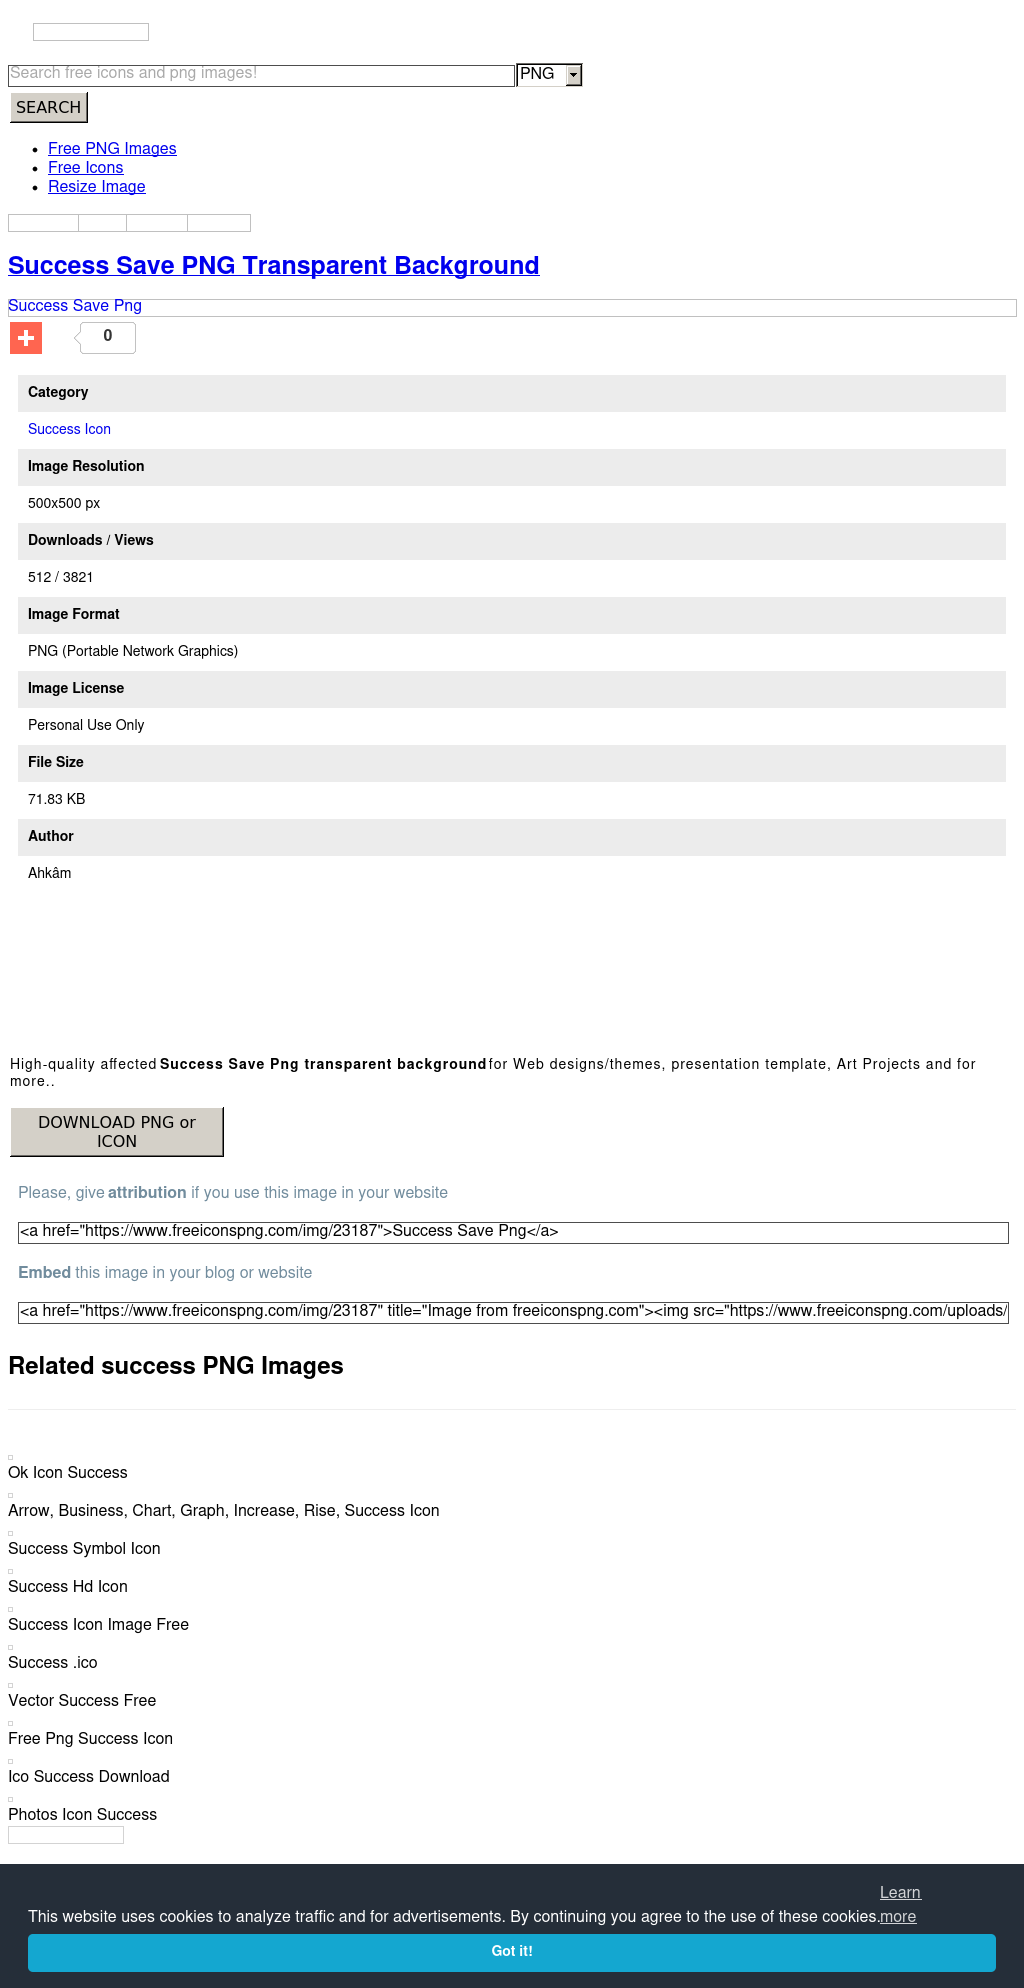 Search free icons and png images!
PNG
SEARCH
Free PNG Images
Free Icons
Resize Image
Success Save PNG Transparent Background
Success Save Png
0
Category
Success Icon
Image Resolution
500x500 px
Downloads / Views
512 / 3821
Image Format
PNG (Portable Network Graphics)
Image License
Personal Use Only
File Size
71.83 KB
Author
Ahkâm
High-quality affected Success Save Png transparent background for Web designs/themes, presentation template, Art Projects and for
more..
DOWNLOAD PNG or
ICON
Please, give attribution if you use this image in your website
<a href="https://www.freeiconspng.com/img/23187">Success Save Png</a>
Embed this image in your blog or website
<a href="https://www.freeiconspng.com/img/23187" title="Image from freeiconspng.com"><img src="https://www.freeiconspng.com/uploads/
Related success PNG Images
Ok Icon Success
Arrow, Business, Chart, Graph, Increase, Rise, Success Icon
Success Symbol Icon
Success Hd Icon
Success Icon Image Free
Success .ico
Vector Success Free
Free Png Success Icon
Ico Success Download
Photos Icon Success
This website uses cookies to analyze traffic and for advertisements. By continuing you agree to the use of these cookies. Learn
more
Got it!